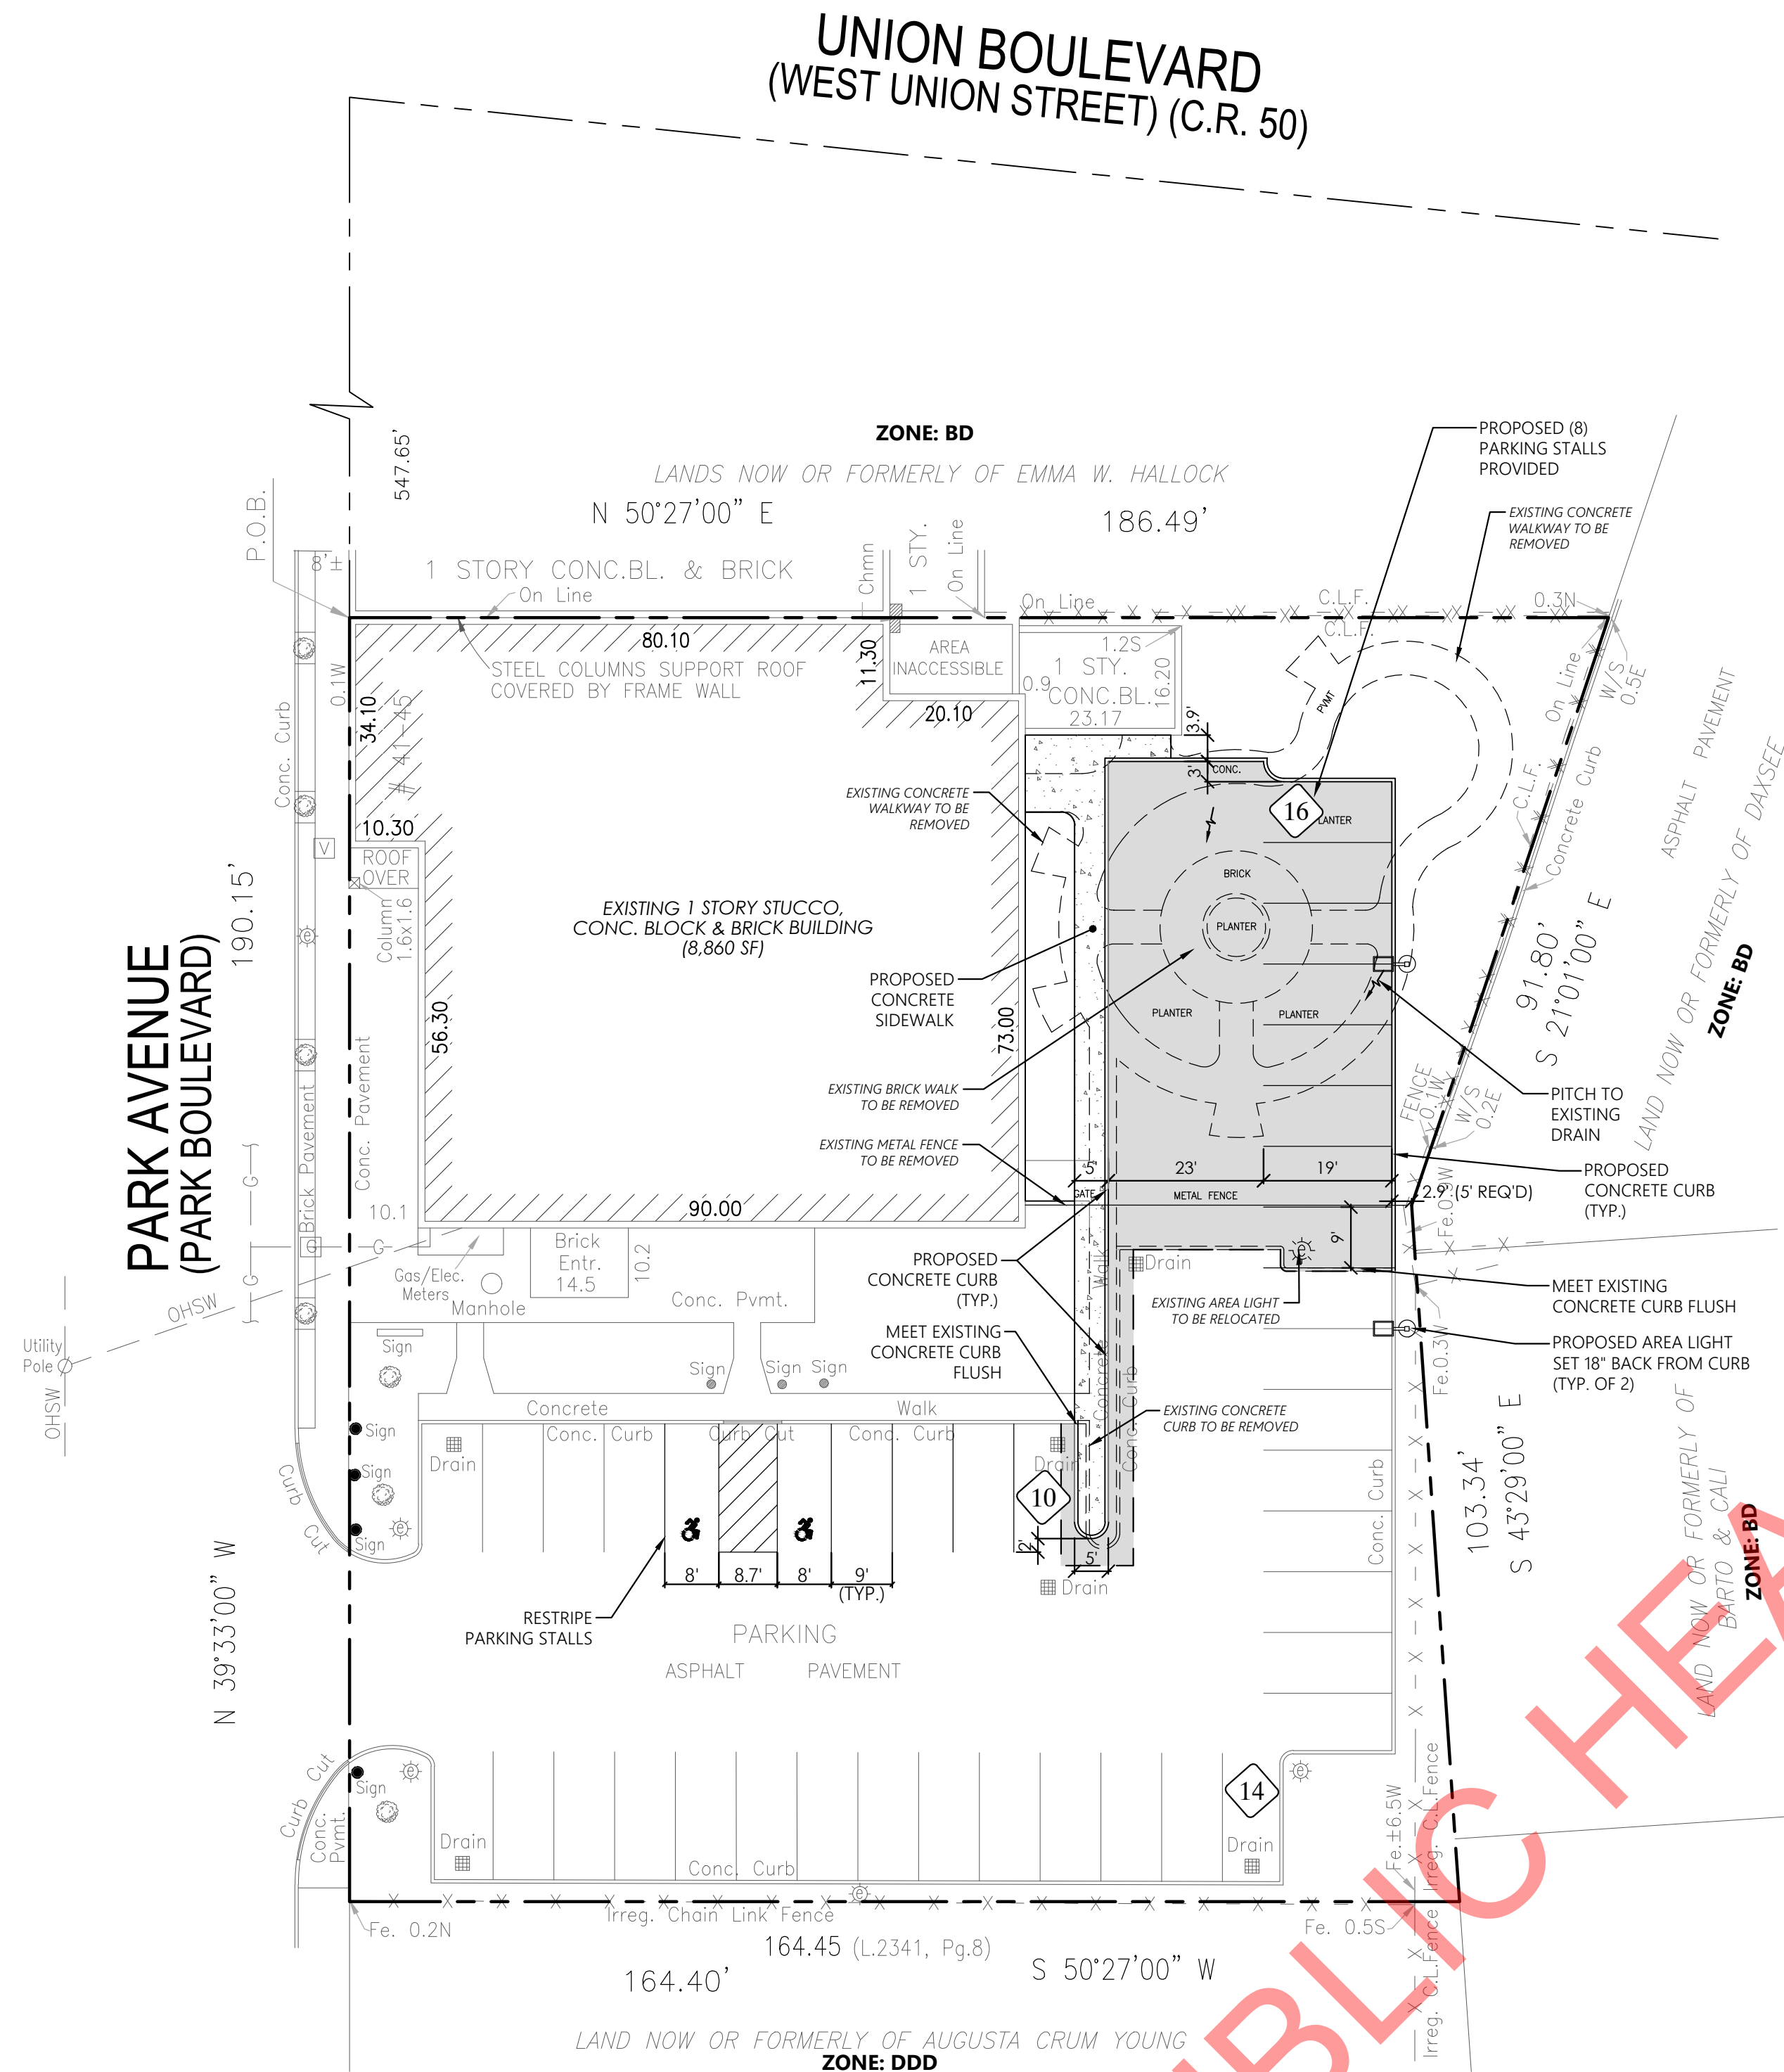 UNION BOULEVARD
(WEST UNION STREET) (C.R. 50)
ZONE: BD
LANDS NOW OR FORMERLY OF EMMA W. HALLOCK
N 50°27'00" E
186.49'
547.65'
P.O.B.
8'±
1 STORY CONC.BL. & BRICK
On Line
Chmn
1 STY.
On Line
On Line
C.L.F.
C.L.F.
0.3N
PROPOSED (8)
PARKING STALLS
PROVIDED
EXISTING CONCRETE
WALKWAY TO BE
REMOVED
80.10
STEEL COLUMNS SUPPORT ROOF
COVERED BY FRAME WALL
11.30
AREA
INACCESSIBLE
20.10
1.2S
1 STY.
CONC.BL.
0.9
16.20
23.17
3.9'
3'
CONC.
PVMT
On Line
W/S
0.5E
C.L.F.
Concrete Curb
ASPHALT PAVEMENT
LAND NOW OR FORMERLY OF DAXSEE
ZONE: BD
91.80'
S 21°01'00" E
0.1W
34.10
# 41-45
10.30
ROOF
OVER
Column
1.6x1.6
V
Conc. Curb
EXISTING CONCRETE
WALKWAY TO BE
REMOVED
16
LANTER
BRICK
PLANTER
PLANTER
PLANTER
EXISTING 1 STORY STUCCO,
CONC. BLOCK & BRICK BUILDING
(8,860 SF)
PROPOSED
CONCRETE
SIDEWALK
PARK AVENUE
(PARK BOULEVARD)
190.15'
N 39°33'00" W
56.30
73.00
Conc. Pavement
Brick Pavement
EXISTING BRICK WALK
TO BE REMOVED
EXISTING METAL FENCE
TO BE REMOVED
PITCH TO
EXISTING
DRAIN
FENCE
0.1W
W/S
0.2E
5'
23'
19'
GATE
METAL FENCE
2.9' (5' REQ'D)
PROPOSED
CONCRETE CURB
(TYP.)
90.00
10.1
G
G
G
G
Brick
Entr.
14.5
10.2
Gas/Elec.
Meters
Manhole
Conc. Pvmt.
OHSW
Utility
Pole
OHSW
PROPOSED
CONCRETE CURB
(TYP.)
Drain
9'
e
EXISTING AREA LIGHT
TO BE RELOCATED
MEET EXISTING
CONCRETE CURB FLUSH
PROPOSED AREA LIGHT
SET 18" BACK FROM CURB
(TYP. OF 2)
MEET EXISTING
CONCRETE CURB
FLUSH
Walk
Concrete
Conc. Curb
Fe.0.3W
Sign
Sign
Sign
Sign
Concrete
Walk
EXISTING CONCRETE
CURB TO BE REMOVED
Conc. Curb
Curb Cut
Conc. Curb
Drain
Drain
Sign
Sign
Sign
e
Curb
Cut
10
2'
5'
Drain
8'
8.7'
8'
9'
(TYP.)
RESTRIPE
PARKING STALLS
PARKING
ASPHALT PAVEMENT
Conc. Curb
103.34'
S 43°29'00" E
LAND NOW OR FORMERLY OF
BARTO & CALI
ZONE: BD
Curb
Cut
Conc.
Pvmt.
Sign
e
Drain
14
Drain
e
Conc. Curb
e
Fe.±6.5W
Irreg. C.L.Fence
Irreg. C.L.Fence
Fe. 0.2N
Irreg. Chain Link Fence
Fe. 0.5S
164.45 (L.2341, Pg.8)
164.40'
S 50°27'00" W
LAND NOW OR FORMERLY OF AUGUSTA CRUM YOUNG
ZONE: DDD
BLIC HEA